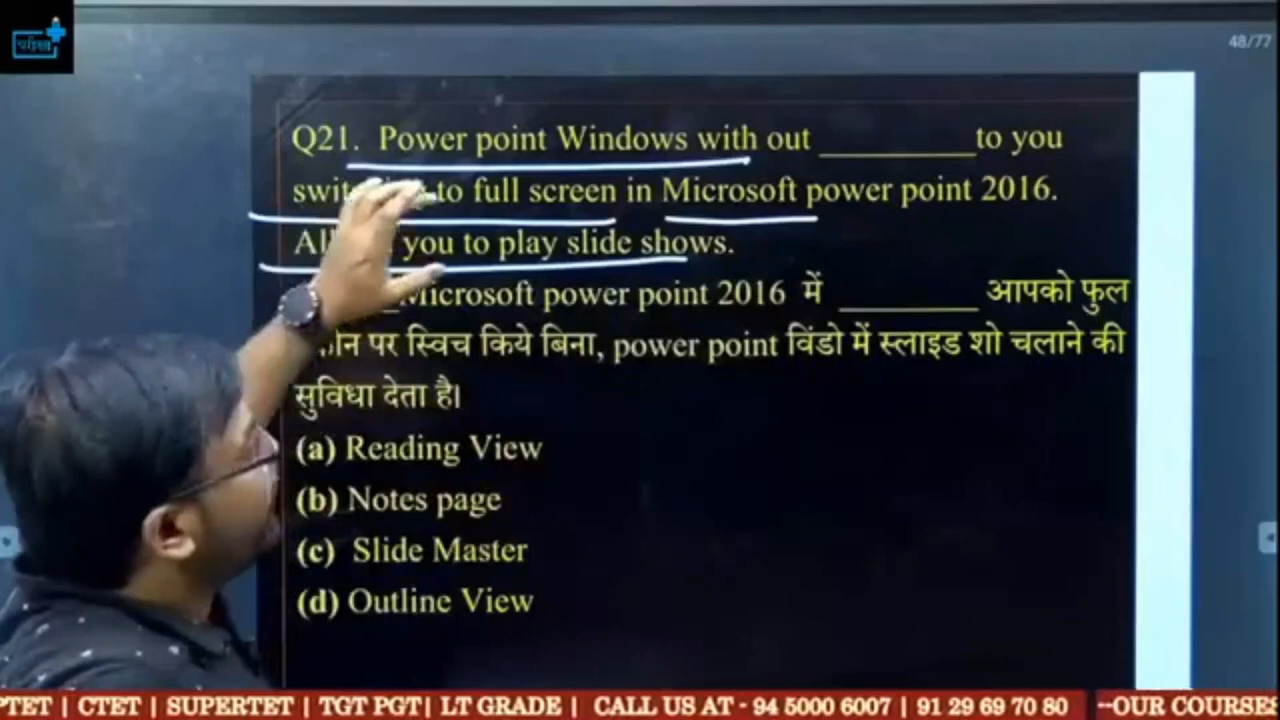 परीक्षा
48/77
Q21. Power point Windows with out __________ to you
to full screen in Microsoft power point 2016.
you to play slide shows.
Microsoft power point 2016 में __________ आपको फुल
पर स्विच किये बिना, power point विंडो में स्लाइड शो चलाने की
सुविधा देता है।
(a) Reading View
(b) Notes page
(c) Slide Master
(d) Outline View
PTET | CTET | SUPERTET | TGT PGT| LT GRADE | CALL US AT - 94 5000 6007 | 91 29 69 70 80 --OUR COURSES